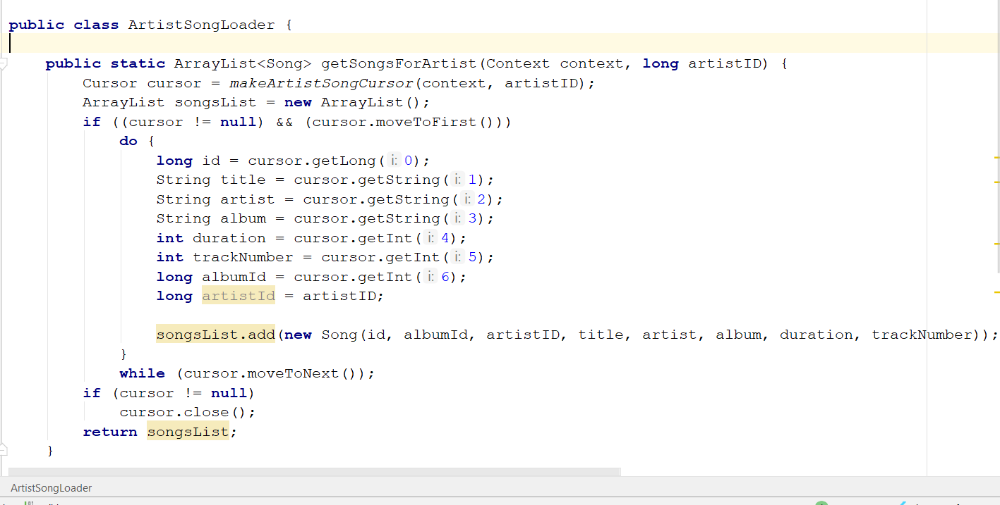 public class ArtistSongLoader {
public static ArrayList<Song> getSongsForArtist(Context context, long artistID) {
Cursor cursor = makeArtistSongCursor(context, artistID);
ArrayList songsList = new ArrayList();
if ((cursor != null) && (cursor.moveToFirst()))
do {
long id = cursor.getLong( i: 0);
String title = cursor.getString( i: 1);
String artist = cursor.getString( i: 2);
String album = cursor.getString( i: 3);
int duration = cursor.getInt( i: 4);
int trackNumber = cursor.getInt( i: 5);
long albumId = cursor.getInt( i: 6);
long artistId = artistID;
songsList.add(new Song(id, albumId, artistID, title, artist, album, duration, trackNumber));
}
while (cursor.moveToNext());
if (cursor != null)
cursor.close();
return songsList;
}
ArtistSongLoader